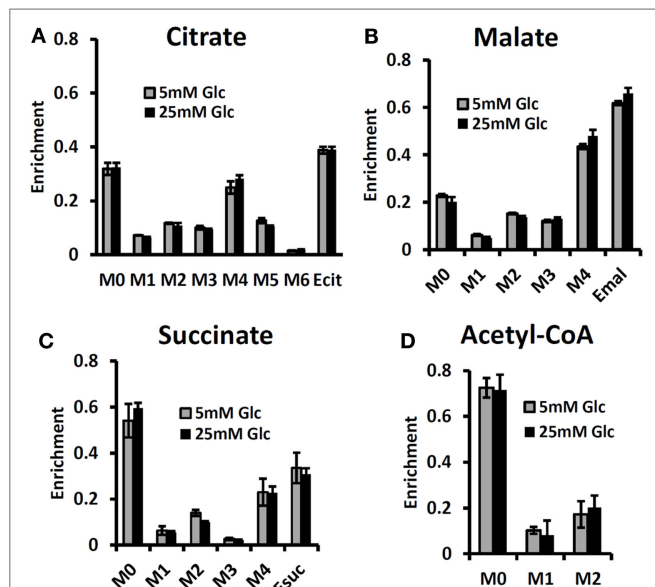 A
Citrate
0.8
0.6
0.4
0.2
0
Enrichment
5mM Glc
25mM Glc
M0 M1 M2 M3 M4 M5 M6 Ecit
B
Malate
0.8
0.6
0.4
0.2
0
Enrichment
5mM Glc
25mM Glc
M0 M1 M2 M3 M4 Emal
C
Succinate
0.8
0.6
0.4
0.2
0
Enrichment
5mM Glc
25mM Glc
M0 M1 M2 M3 M4
D
Acetyl-CoA
0.8
0.4
0.2
0
Enrichment
5mM Glc
25mM Glc
M0 M1 M2